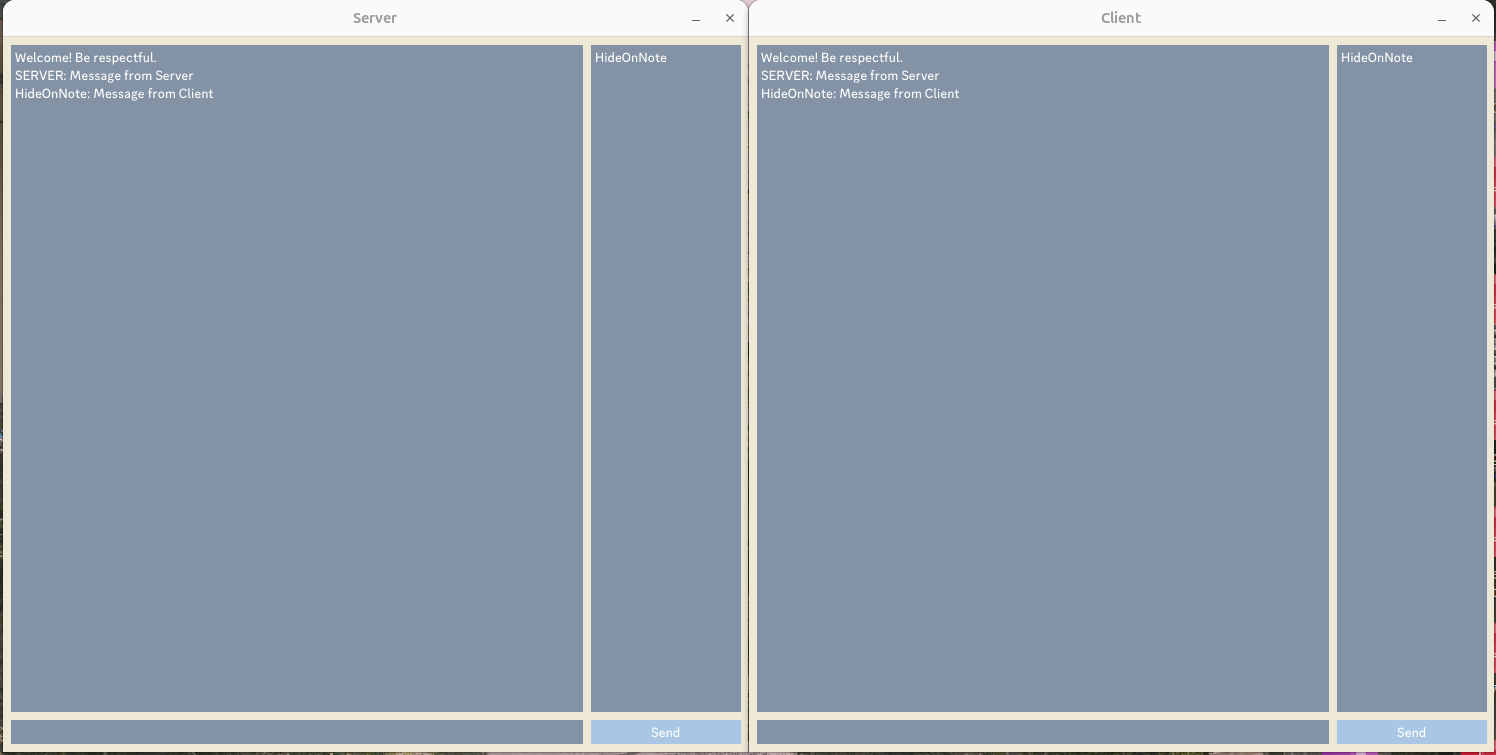 Server
Welcome! Be respectful.
SERVER: Message from Server
HideOnNote: Message from Client
HideOnNote
Send
Client
Welcome! Be respectful.
SERVER: Message from Server
HideOnNote: Message from Client
HideOnNote
Send